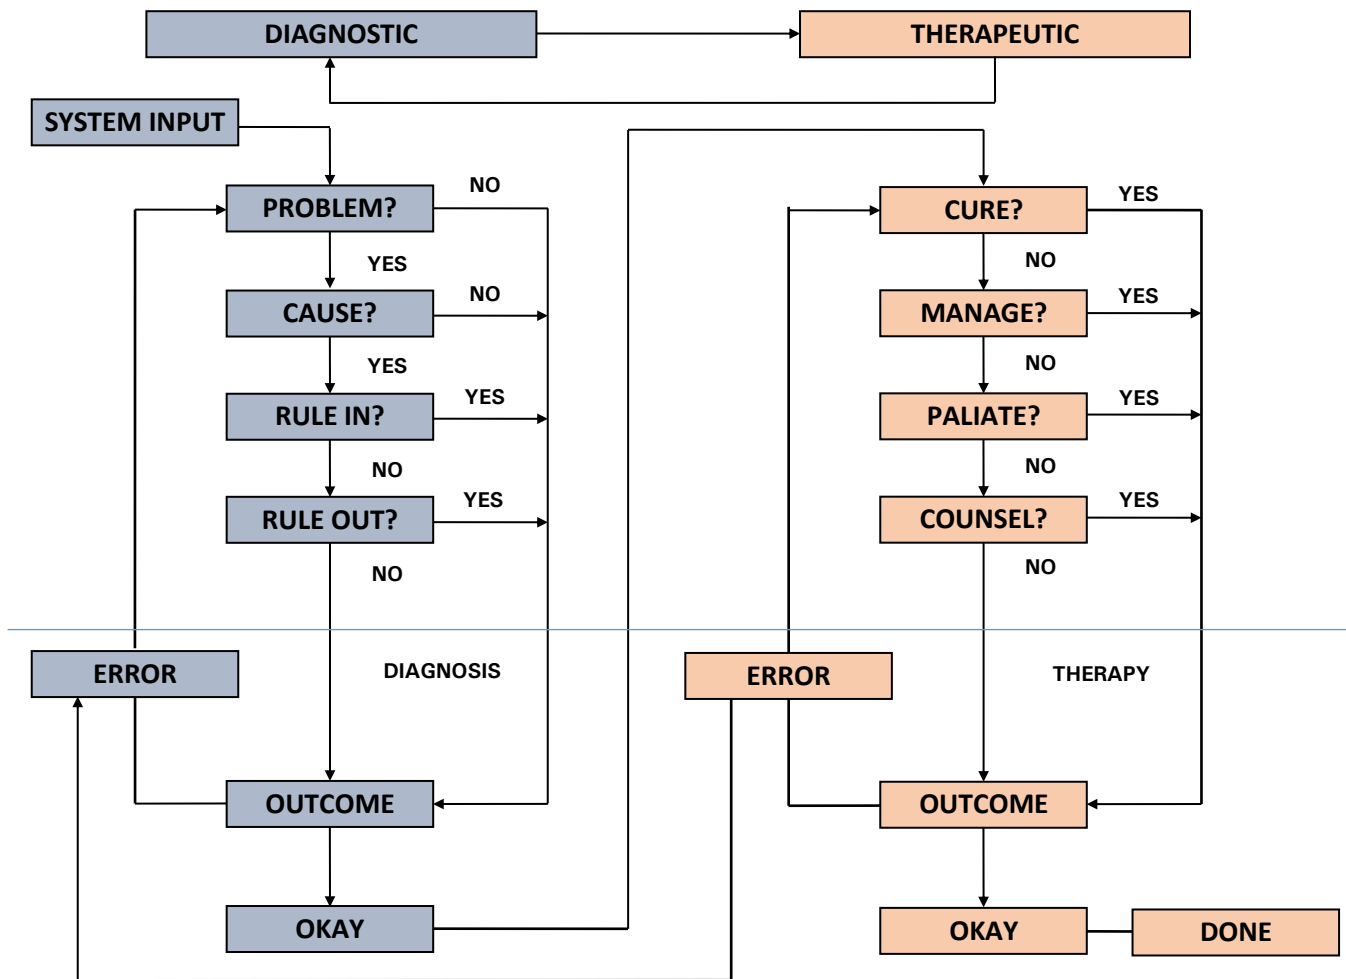 DIAGNOSTIC
THERAPEUTIC
SYSTEM INPUT
PROBLEM?
NO
YES
CAUSE?
NO
YES
RULE IN?
YES
NO
RULE OUT?
YES
NO
ERROR
DIAGNOSIS
OUTCOME
OKAY
CURE?
YES
NO
MANAGE?
YES
NO
PALIATE?
YES
NO
COUNSEL?
YES
NO
ERROR
THERAPY
OUTCOME
OKAY
DONE